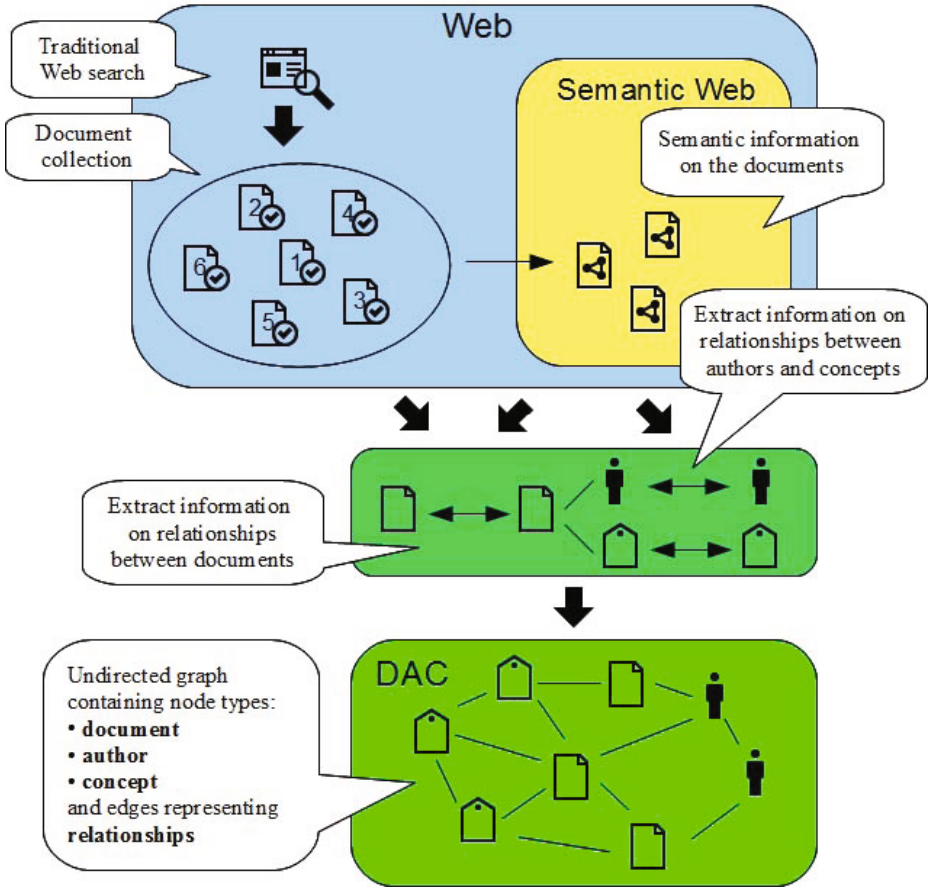 Web
Traditional
Web search
Semantic Web
Document
collection
Semantic information
on the documents
2
4
6
1
5
3
Extract information on
relationships between
authors and concepts
Extract information
on relationships
between documents
DAC
Undirected graph
containing node types:
• document
• author
• concept
and edges representing
relationships